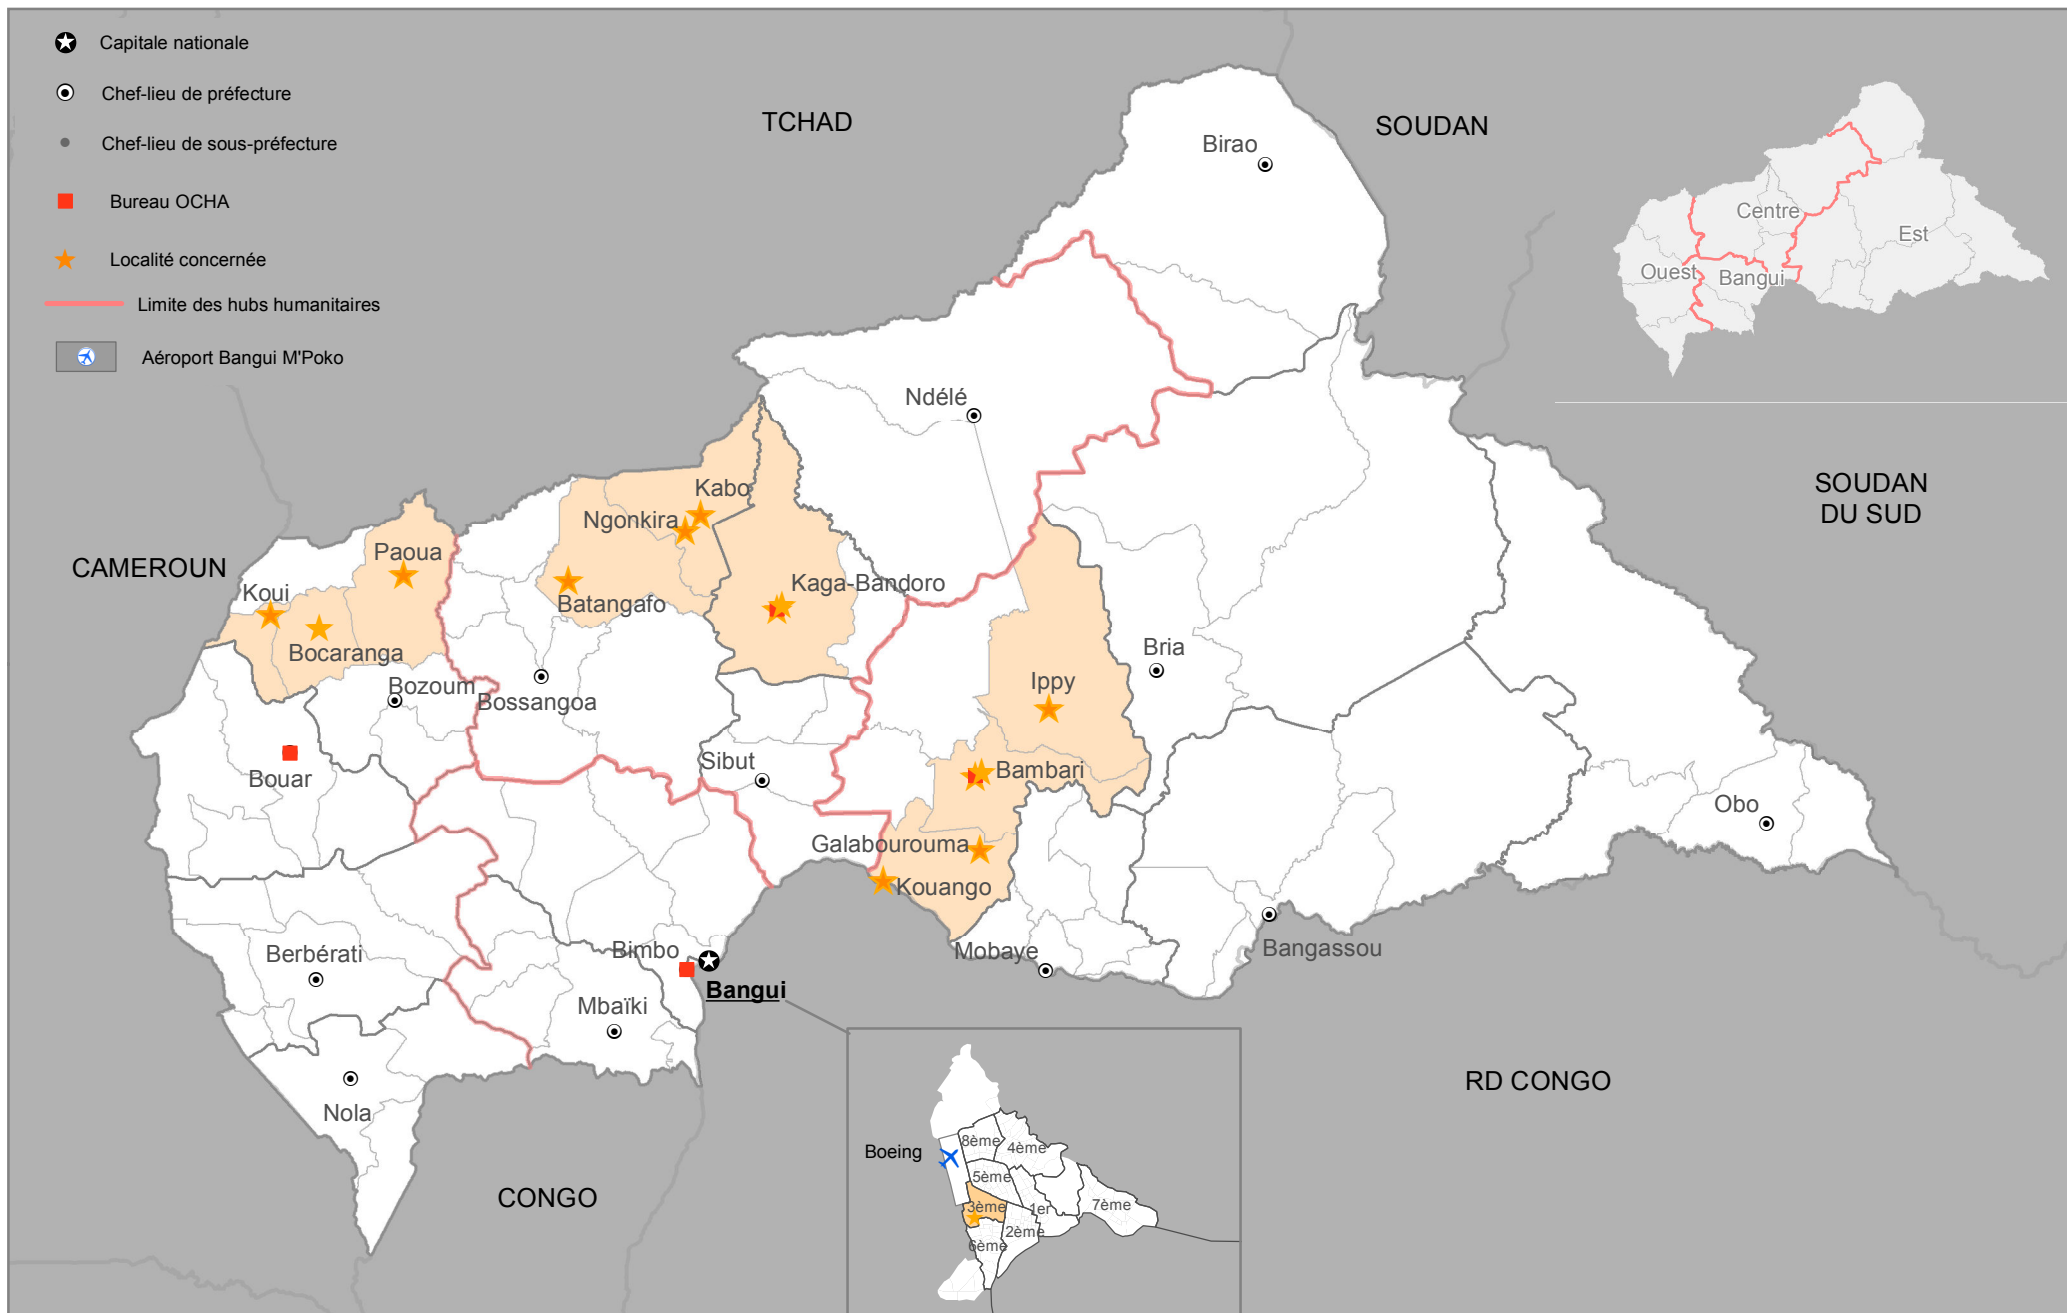 Capitale nationale
Chef-lieu de préfecture
Chef-lieu de sous-préfecture
Bureau OCHA
Localité concernée
Limite des hubs humanitaires
Aéroport Bangui M'Poko
TCHAD
SOUDAN
Birao
Centre
Est
Ouest
Bangui
Ndélé
SOUDAN
DU SUD
Kabo
Ngonkira
Paoua
CAMEROUN
Koui
Kaga-Bandoro
Batangafo
Bocaranga
Bria
Ippy
Bozoum
Bossangoa
Sibut
Bambari
Bouar
Obo
Galabourouma
Kouango
Bimbo
Berbérati
Mobaye
Bangassou
Bangui
Mbaïki
Nola
RD CONGO
CONGO
Boeing
8ème
4ème
5ème
3ème
1er
7ème
2ème
6ème